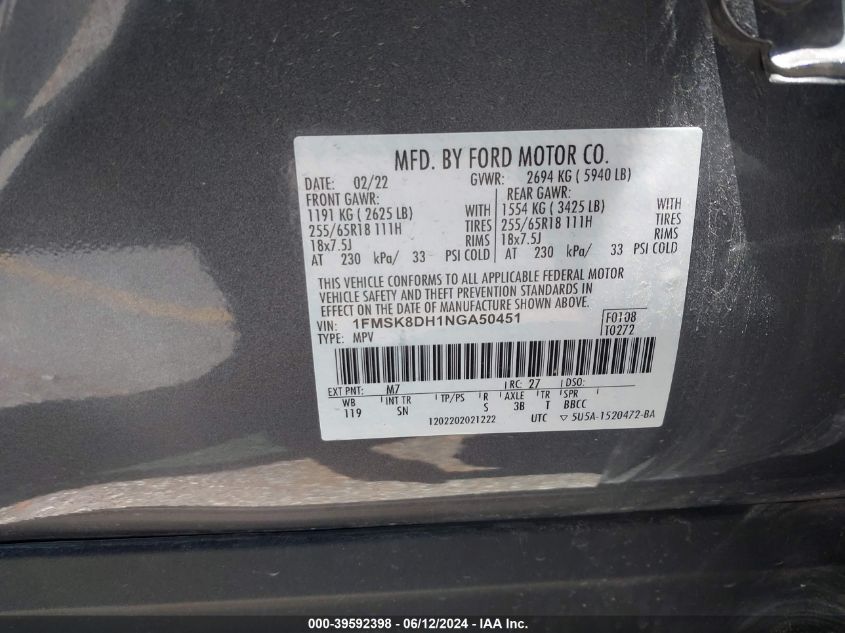 MFD. BY FORD MOTOR CO.
DATE: 02/22 GVWR: 2694 KG ( 5940 LB)
FRONT GAWR: REAR GAWR:
1191 KG ( 2625 LB) WITH 1554 KG ( 3425 LB) WITH
255/65R18 111H TIRES 255/65R18 111H TIRES
18x7.5J RIMS 18x7.5J RIMS
AT 230 kPa/ 33 PSI COLD AT 230 kPa/ 33 PSI COLD
THIS VEHICLE CONFORMS TO ALL APPLICABLE FEDERAL MOTOR
VEHICLE SAFETY AND THEFT PREVENTION STANDARDS IN
EFFECT ON THE DATE OF MANUFACTURE SHOWN ABOVE.
VIN: 1FMSK8DH1NGA50451 F0108
TYPE: MPV T0272
EXT PNT: M7 RC: 27 DSO:
WB INT TR TP/PS R AXLE TR SPR
119 SN S 3B T BBCC
1202202021222 UTC ▽ 5U5A-1520472-BA
000-39592398 - 06/12/2024 - © IAA, Inc.